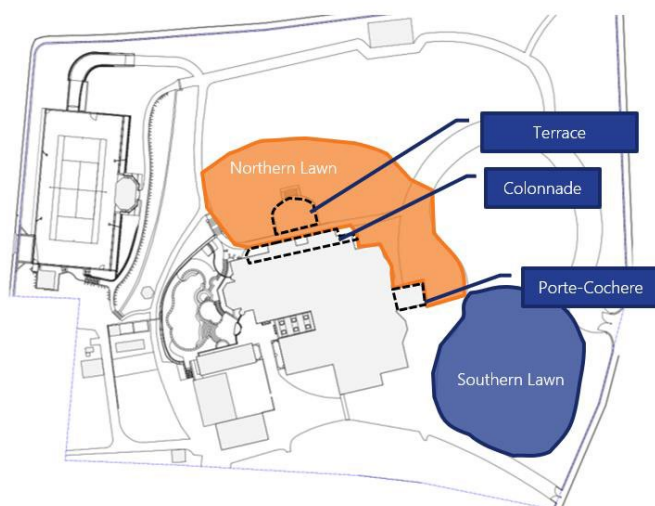 Terrace
Northern Lawn
Colonnade
Porte-Cochere
Southern Lawn